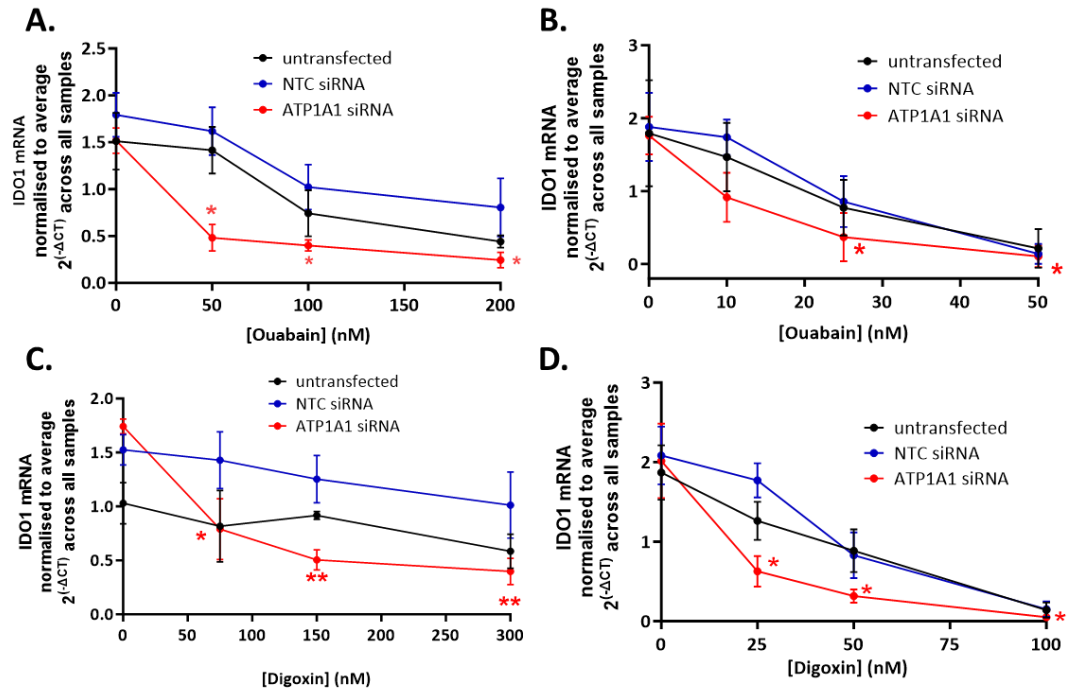 A.
untransfected
NTC siRNA
ATP1A1 siRNA
IDO1 mRNA
normalised to average
2(-ΔCT) across all samples
2.5
2.0
1.5
1.0
0.5
0.0
*
*
*
0 50 100 150 200
[Ouabain] (nM)
B.
untransfected
NTC siRNA
ATP1A1 siRNA
IDO1 mRNA
normalised to average
2(-ΔCT) across all samples
3
2
1
0
*
*
0 10 20 30 40 50
[Ouabain] (nM)
C.
untransfected
NTC siRNA
ATP1A1 siRNA
IDO1 mRNA
normalised to average
2(-ΔCT) across all samples
2.0
1.5
1.0
0.5
0.0
*
**
**
0 50 100 150 200 250 300
[Digoxin] (nM)
D.
untransfected
NTC siRNA
ATP1A1 siRNA
IDO1 mRNA
normalised to average
2(-ΔCT) across all samples
3
2
1
0
*
*
*
0 25 50 75 100
[Digoxin] (nM)